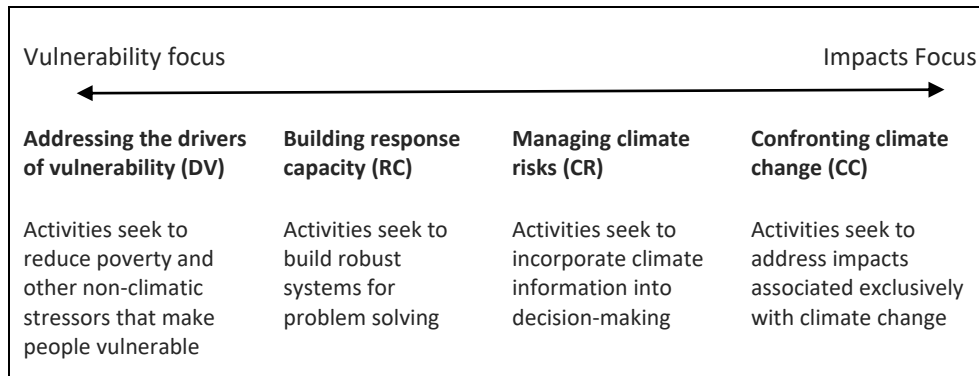 Vulnerability focus
Impacts Focus
Addressing the drivers
of vulnerability (DV)
Activities seek to
reduce poverty and
other non-climatic
stressors that make
people vulnerable
Building response
capacity (RC)
Activities seek to
build robust
systems for
problem solving
Managing climate
risks (CR)
Activities seek to
incorporate climate
information into
decision-making
Confronting climate
change (CC)
Activities seek to
address impacts
associated exclusively
with climate change